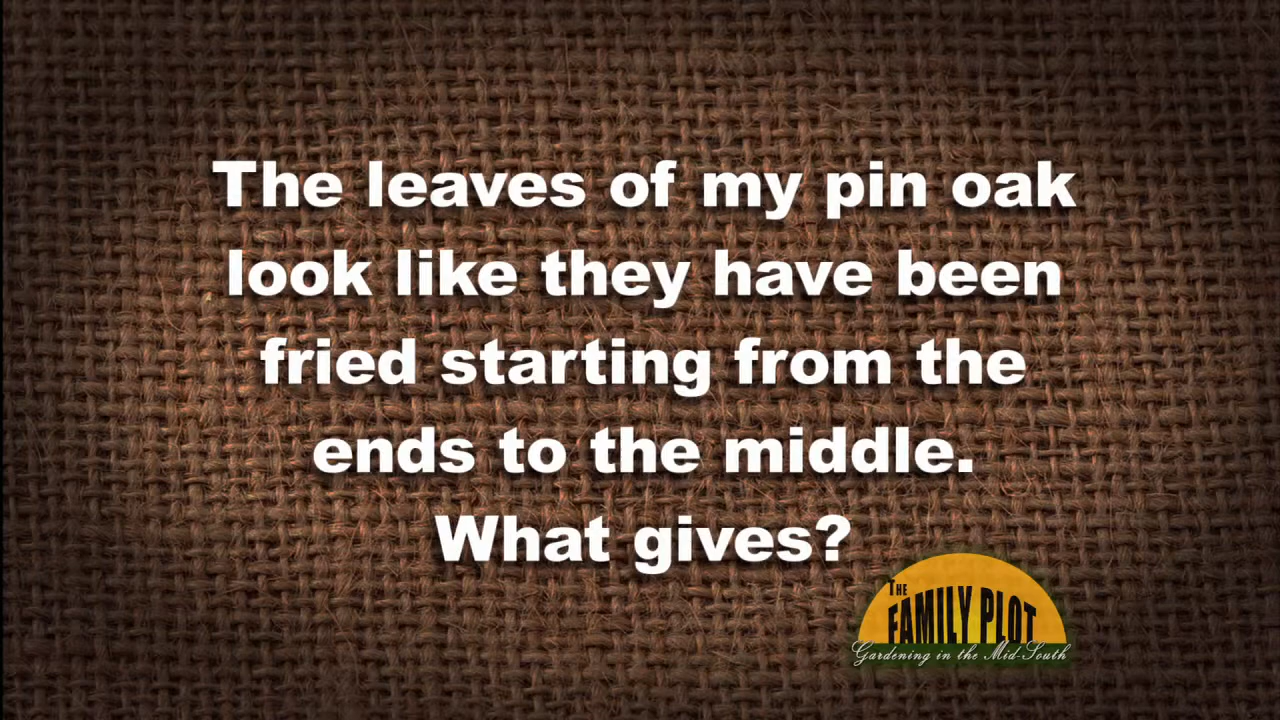 The leaves of my pin oak
look like they have been
fried starting from the
ends to the middle.
What gives?
THE
FAMILY PLOT
Gardening in the Mid-South